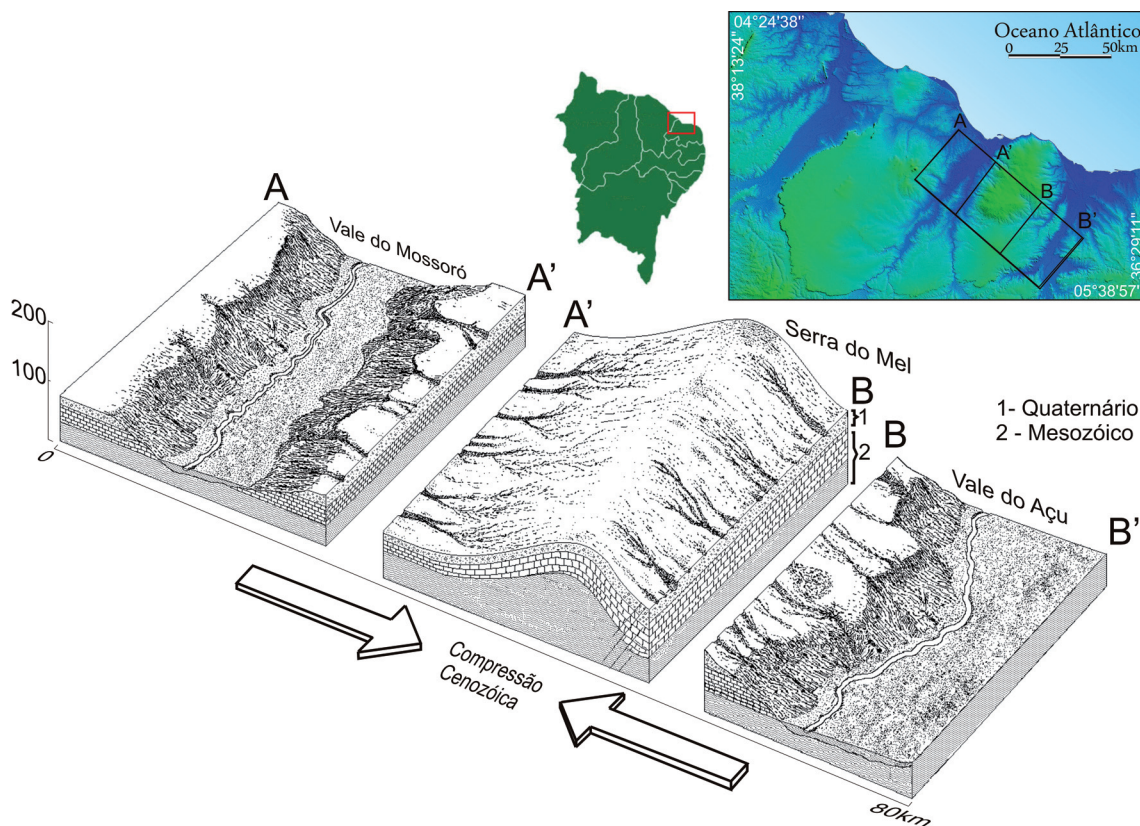 04°24'38"
38°13'24"
Oceano Atlântico
0 25 50km
A
A'
B
B'
36°29'11"
05°38'57"
A
Vale do Mossoró
A'
A'
Serra do Mel
B
1
2
B
1- Quaternário
2 - Mesozóico
Vale do Açu
B'
200
100
0
Compressão
Cenozóica
80km